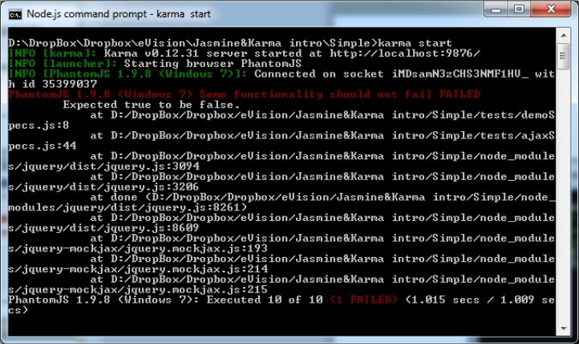 Node.js command prompt - karma start
D:\DropBox\Dropbox\eVision\Jasmine&Karma intro\Simple>karma start
INFO [karma]: Karma v0.12.31 server started at http://localhost:9876/
INFO [launcher]: Starting browser PhantomJS
INFO [PhantomJS 1.9.8 (Windows 7)]: Connected on socket iMDsamN3zCHS3NMF1HU_ wit
h id 35399037
PhantomJS 1.9.8 (Windows 7) Some functionality should not fail FAILED
Expected true to be false.
at D:/DropBox/Dropbox/eVision/Jasmine&Karma intro/Simple/tests/demoS
pecs.js:8
at D:/DropBox/Dropbox/eVision/Jasmine&Karma intro/Simple/tests/ajaxS
pecs.js:44
at D:/DropBox/Dropbox/eVision/Jasmine&Karma intro/Simple/node_module
s/jquery/dist/jquery.js:3094
at D:/DropBox/Dropbox/eVision/Jasmine&Karma intro/Simple/node_module
s/jquery/dist/jquery.js:3206
at done (D:/DropBox/Dropbox/eVision/Jasmine&Karma intro/Simple/node_
modules/jquery/dist/jquery.js:8261)
at D:/DropBox/Dropbox/eVision/Jasmine&Karma intro/Simple/node_module
s/jquery/dist/jquery.js:8609
at D:/DropBox/Dropbox/eVision/Jasmine&Karma intro/Simple/node_module
s/jquery-mockjax/jquery.mockjax.js:193
at D:/DropBox/Dropbox/eVision/Jasmine&Karma intro/Simple/node_module
s/jquery-mockjax/jquery.mockjax.js:214
at D:/DropBox/Dropbox/eVision/Jasmine&Karma intro/Simple/node_module
s/jquery-mockjax/jquery.mockjax.js:215
PhantomJS 1.9.8 (Windows 7): Executed 10 of 10 (1 FAILED) (1.015 secs / 1.009 se
cs)